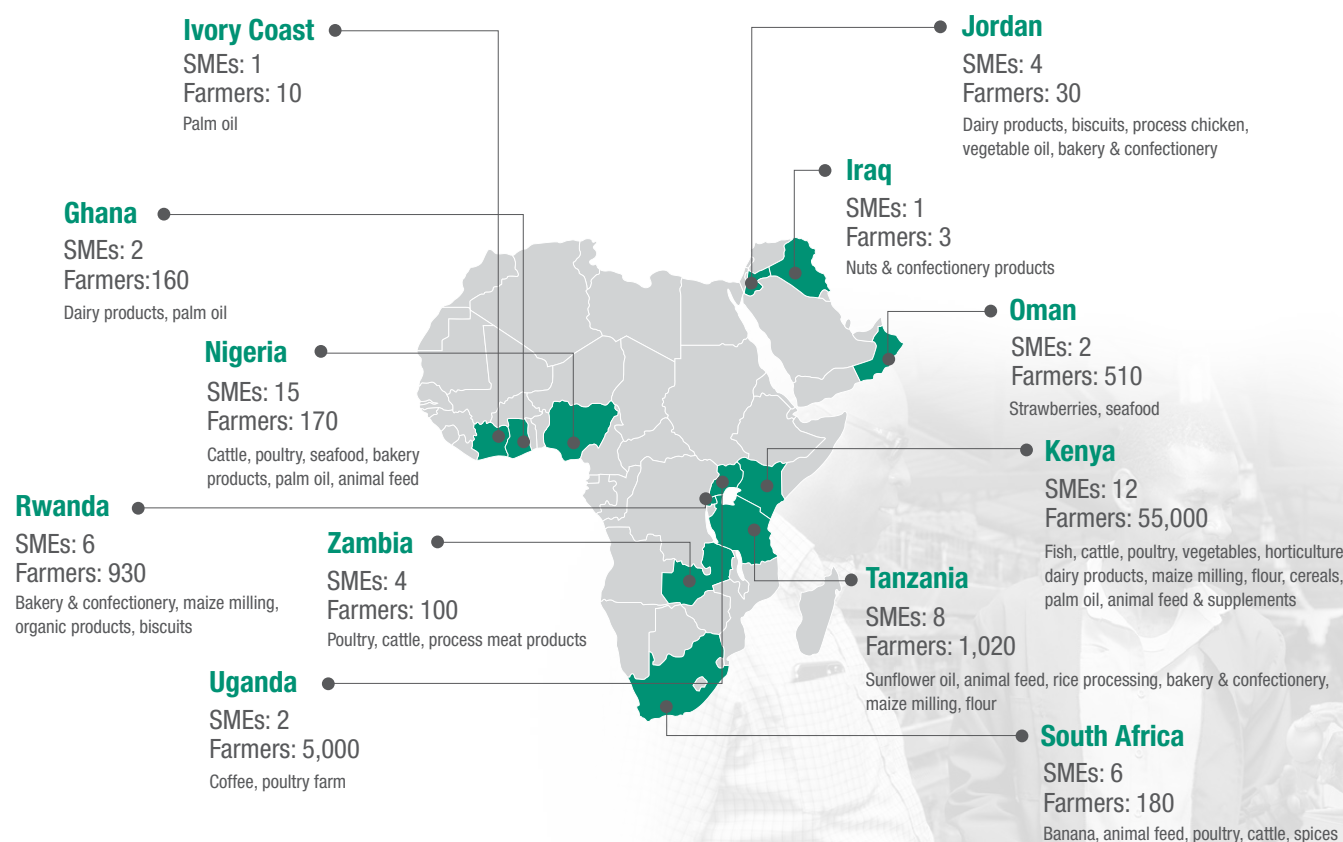 Ivory Coast
SMEs: 1
Farmers: 10
Palm oil
Jordan
SMEs: 4
Farmers: 30
Dairy products, biscuits, process chicken,
vegetable oil, bakery & confectionery
Iraq
SMEs: 1
Farmers: 3
Nuts & confectionery products
Ghana
SMEs: 2
Farmers:160
Dairy products, palm oil
Oman
SMEs: 2
Farmers: 510
Strawberries, seafood
Nigeria
SMEs: 15
Farmers: 170
Cattle, poultry, seafood, bakery
products, palm oil, animal feed
Kenya
SMEs: 12
Farmers: 55,000
Fish, cattle, poultry, vegetables, horticulture
dairy products, maize milling, flour, cereals,
palm oil, animal feed & supplements
Rwanda
SMEs: 6
Farmers: 930
Bakery & confectionery, maize milling,
organic products, biscuits
Zambia
SMEs: 4
Farmers: 100
Poultry, cattle, process meat products
Tanzania
SMEs: 8
Farmers: 1,020
Sunflower oil, animal feed, rice processing, bakery & confectionery,
maize milling, flour
Uganda
SMEs: 2
Farmers: 5,000
Coffee, poultry farm
South Africa
SMEs: 6
Farmers: 180
Banana, animal feed, poultry, cattle, spices